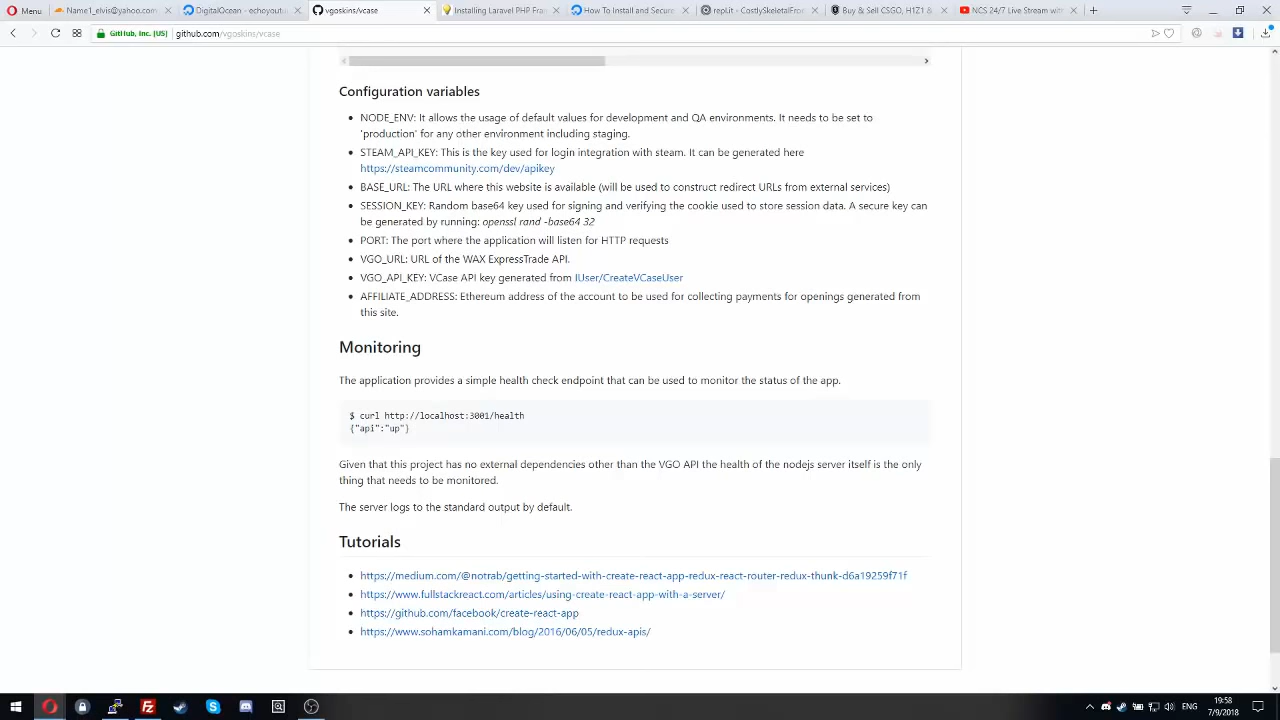 Menu
Name1_elvis@yahoo.com
DigitalOcean - echoyoutu
vgoskins/vcase
Installing Laravel PHP Fra
How To Install and Secure
repl.it - CostlySkeletalFron
Buy & Sell CS:GO, H1Z1 &
NCS 24/7 Live Stream with
GitHub, Inc. [US]
github.com/vgoskins/vcase
Configuration variables
NODE_ENV: It allows the usage of default values for development and QA environments. It needs to be set to
'production' for any other environment including staging.
STEAM_API_KEY: This is the key used for login integration with steam. It can be generated here
https://steamcommunity.com/dev/apikey
BASE_URL: The URL where this website is available (will be used to construct redirect URLs from external services)
SESSION_KEY: Random base64 key used for signing and verifying the cookie used to store session data. A secure key can
be generated by running: openssl rand -base64 32
PORT: The port where the application will listen for HTTP requests
VGO_URL: URL of the WAX ExpressTrade API.
VGO_API_KEY: VCase API key generated from IUser/CreateVCaseUser
AFFILIATE_ADDRESS: Ethereum address of the account to be used for collecting payments for openings generated from
this site.
Monitoring
The application provides a simple health check endpoint that can be used to monitor the status of the app.
$ curl http://localhost:3001/health
{"api":"up"}
Given that this project has no external dependencies other than the VGO API the health of the nodejs server itself is the only
thing that needs to be monitored.
The server logs to the standard output by default.
Tutorials
https://medium.com/@notrab/getting-started-with-create-react-app-redux-react-router-redux-thunk-d6a19259f71f
https://www.fullstackreact.com/articles/using-create-react-app-with-a-server/
https://github.com/facebook/create-react-app
https://www.sohamkamani.com/blog/2016/06/05/redux-apis/
ENG
19:58
7/9/2018